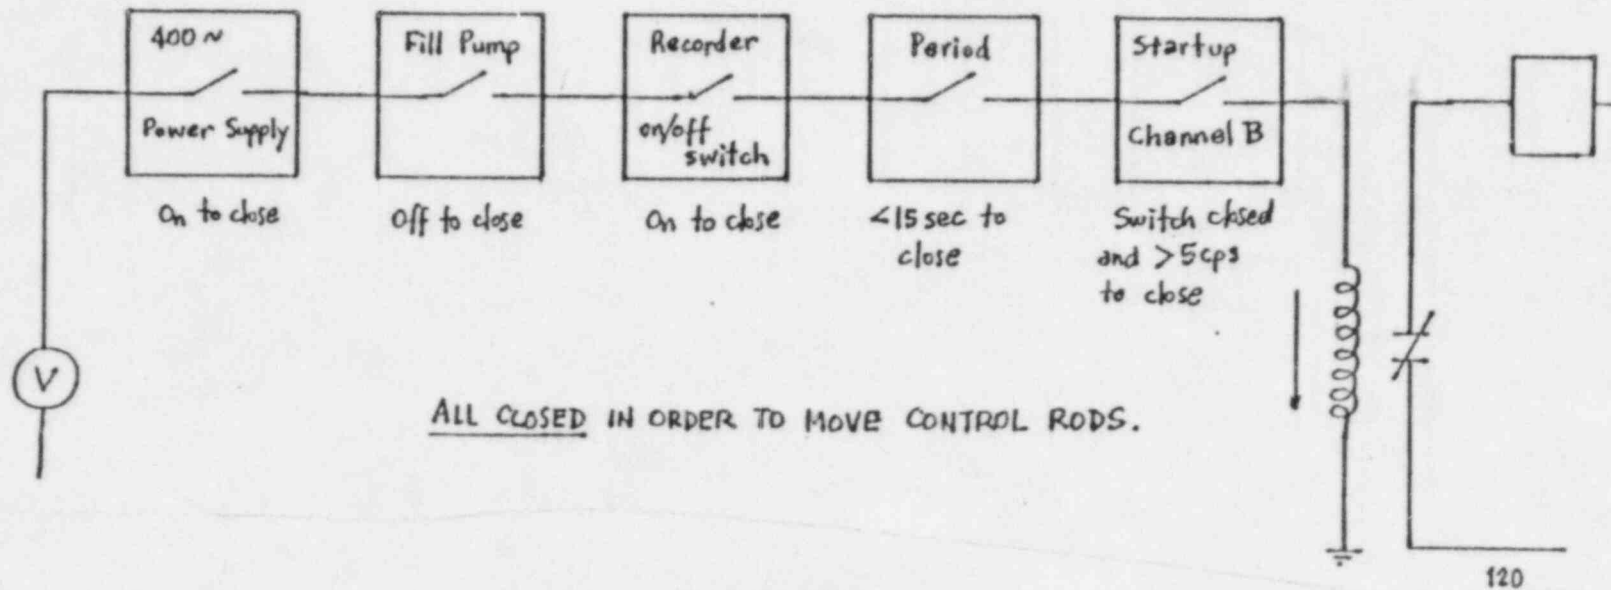 400 ~
Power Supply
On to close
Fill Pump
Off to close
Recorder
on/off
switch
On to close
Period
<15 sec to
close
Startup
Channel B
Switch closed
and >5cps
to close
V
ALL CLOSED IN ORDER TO MOVE CONTROL RODS.
120